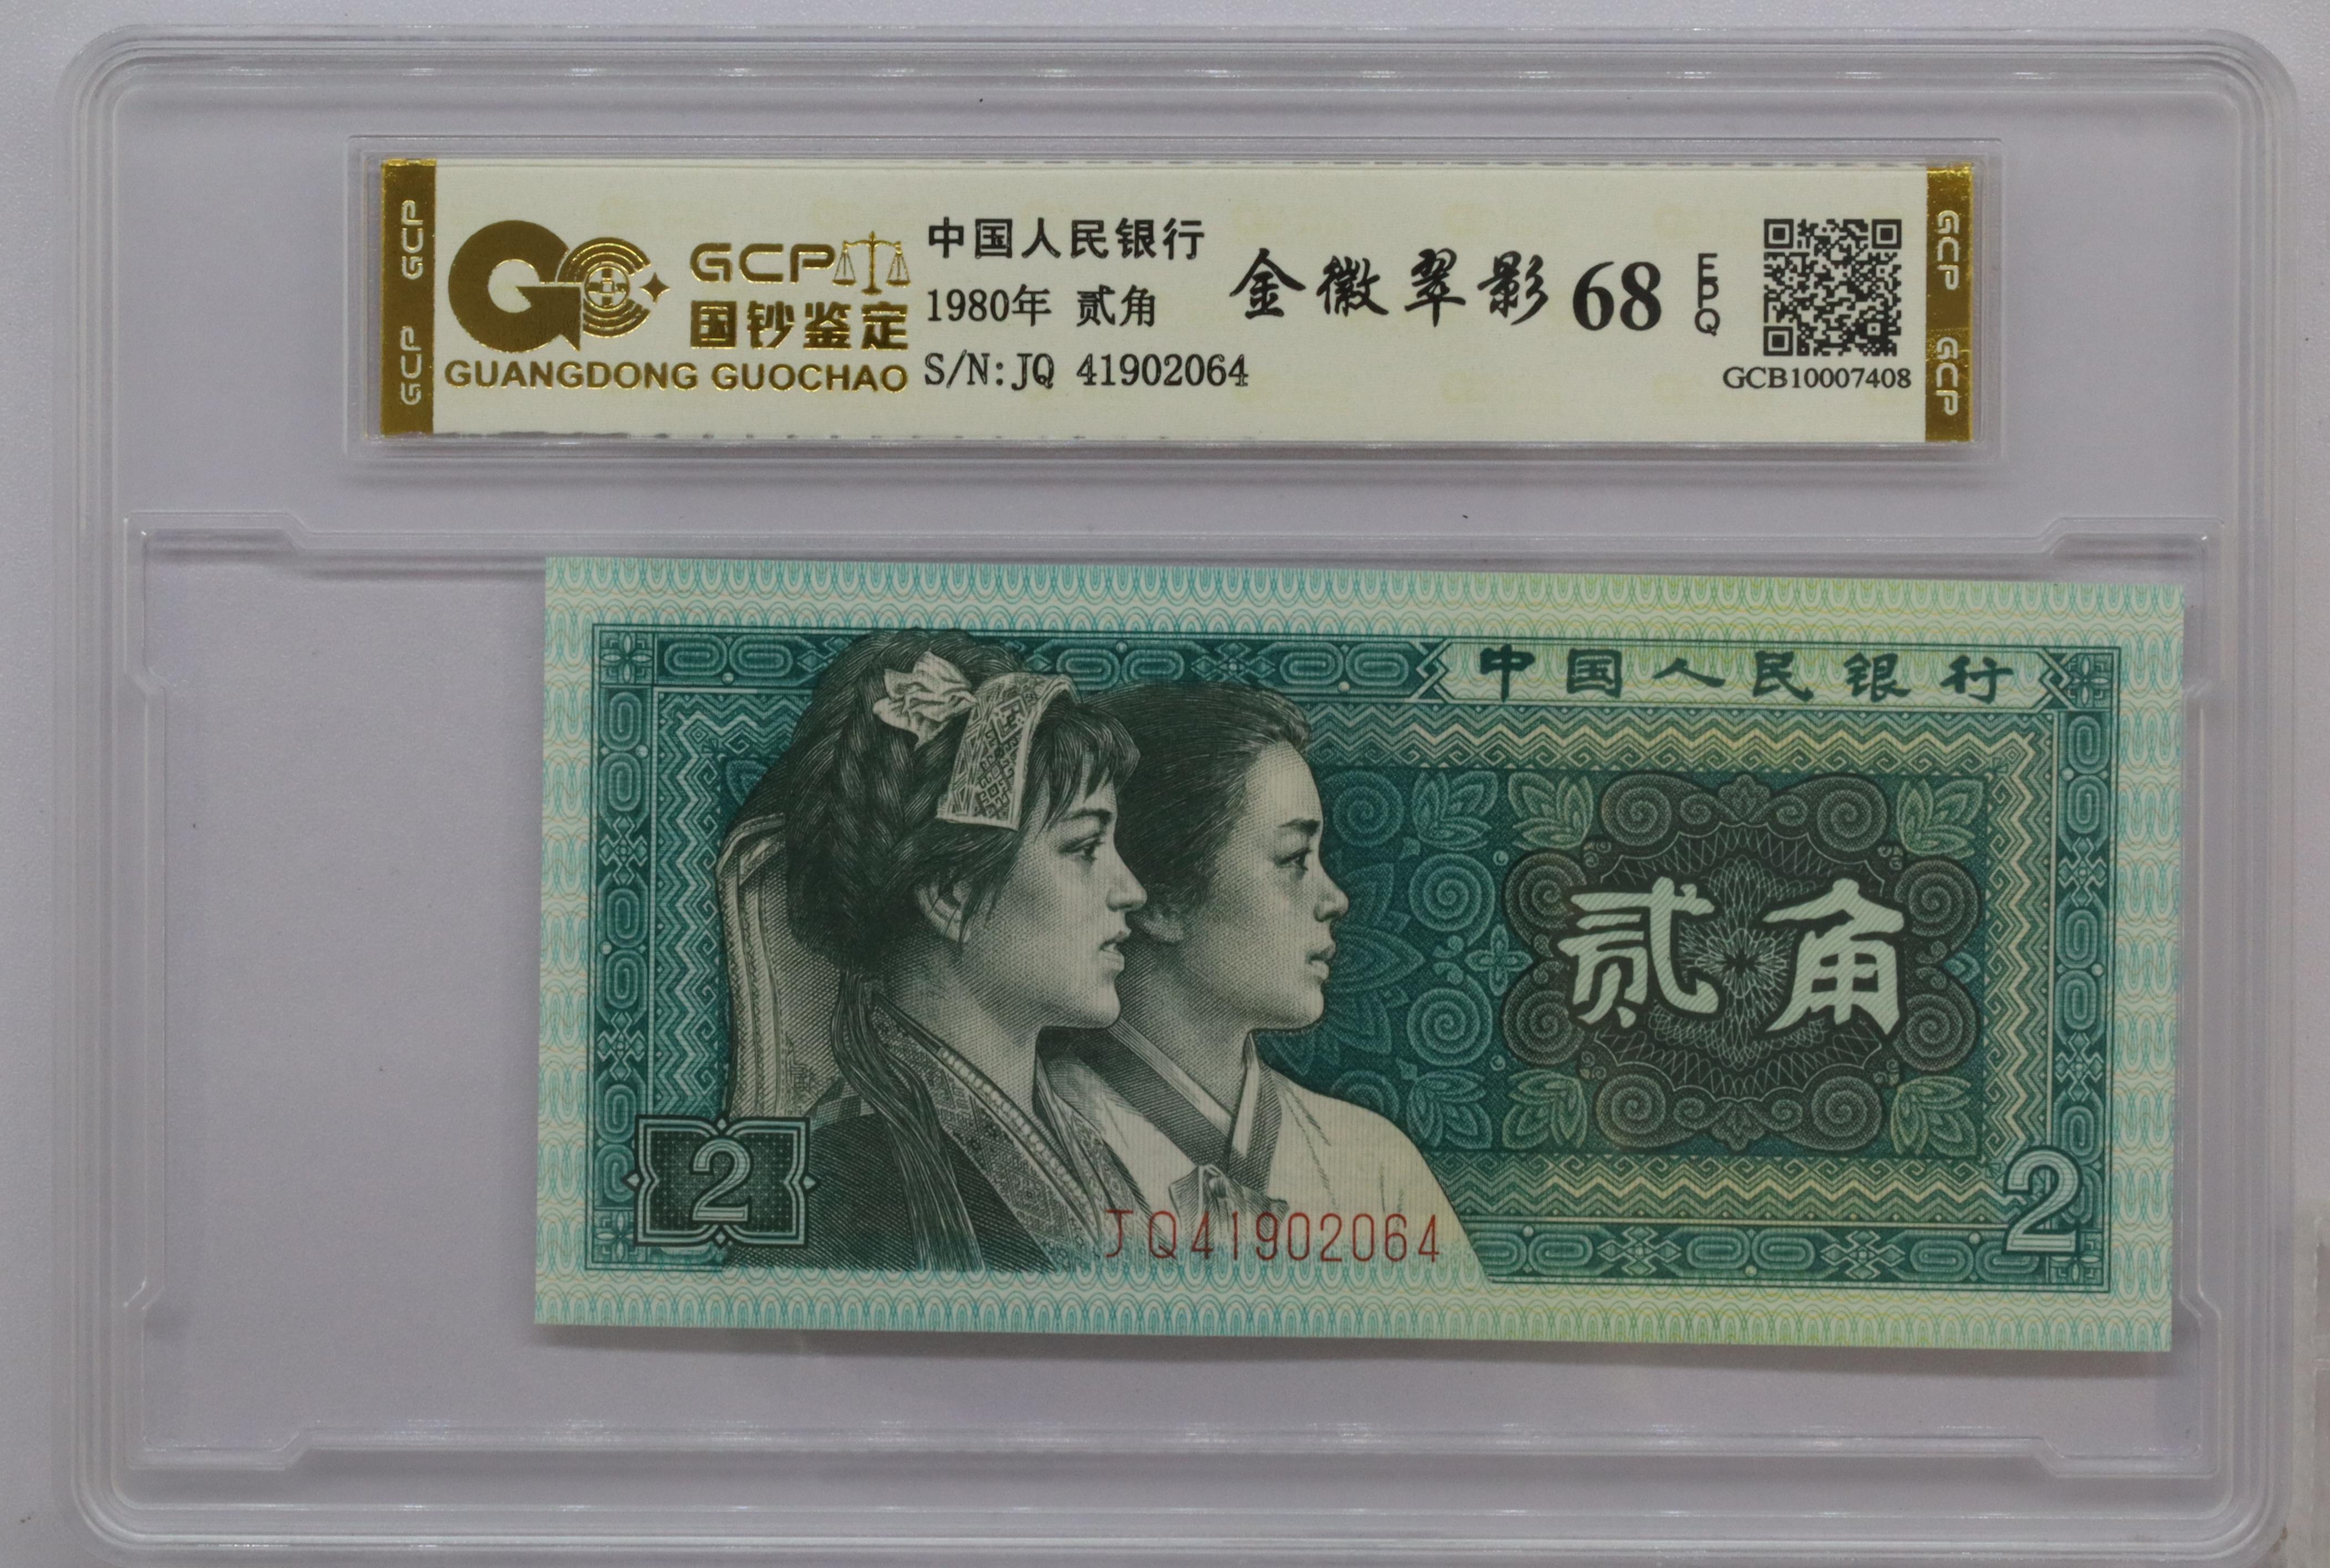 GCP
GCP
GCP
国钞鉴定
GUANGDONG GUOCHAO
中国人民银行
1980年 贰角
S/N:JQ 41902064
金徽翠影 68 EPQ
GCB10007408
GCP
GCP
中国人民银行
贰角
2
2
JQ41902064